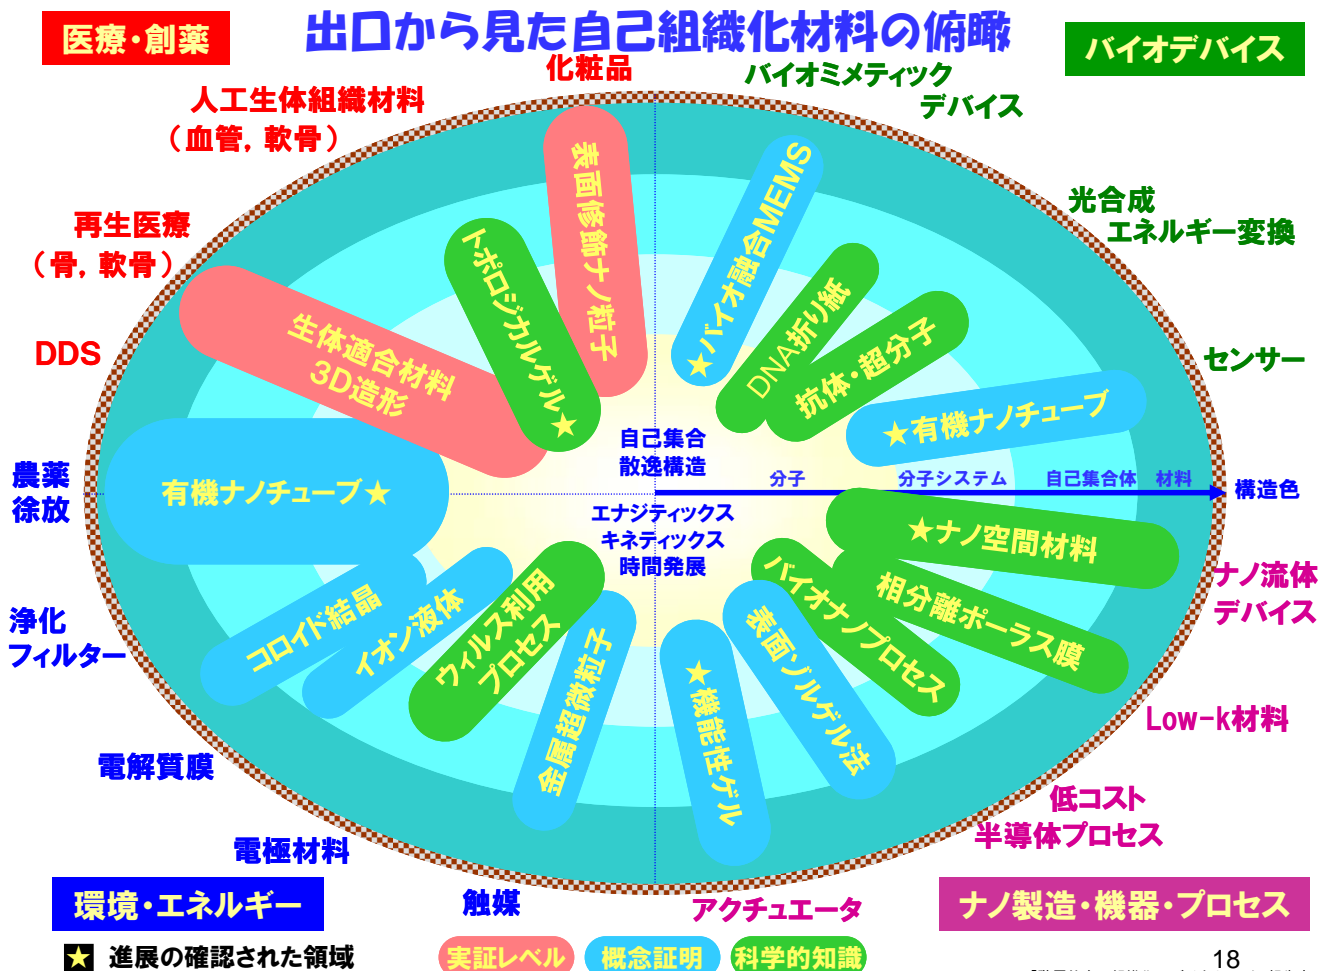 出口から見た自己組織化材料の俯瞰
医療・創薬
バイオデバイス
化粧品
バイオミメティック
デバイス
人工生体組織材料
（血管，軟骨）
光合成
エネルギー変換
再生医療
（骨，軟骨）
DDS
センサー
表面修飾ナノ粒子
★バイオ融合MEMS
トポロジカルゲル★
DNA折り紙
抗体・超分子
生体適合材料
3D造形
★有機ナノチューブ
自己集合
散逸構造
農薬
徐放
有機ナノチューブ★
分子
分子システム
自己集合体
材料
構造色
エナジティックス
キネティックス
時間発展
★ナノ空間材料
相分離ポーラス膜
バイオナノプロセス
表面ゾルゲル法
★機能性ゲル
金属超微粒子
ウィルス利用
プロセス
イオン液体
コロイド結晶
ナノ流体
デバイス
浄化
フィルター
Low-k材料
電解質膜
低コスト
半導体プロセス
電極材料
触媒
アクチュエータ
環境・エネルギー
ナノ製造・機器・プロセス
★ 進展の確認された領域
実証レベル
概念証明
科学的知識
18